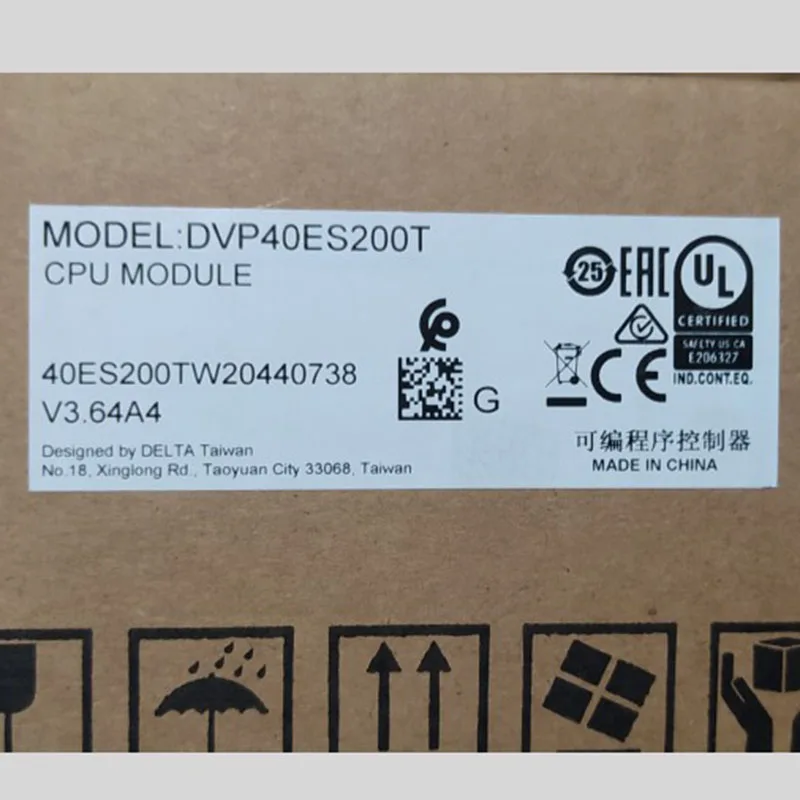 MODEL:DVP40ES200T
CPU MODULE
40ES200TW20440738
V3.64A4
G
Designed by DELTA Taiwan
No.18, Xinglong Rd., Taoyuan City 33068, Taiwan
25
EAC
UL
CERTIFIED
SAFETY US CA
E206327
IND.CONT.EQ.
CE
可编程序控制器
MADE IN CHINA